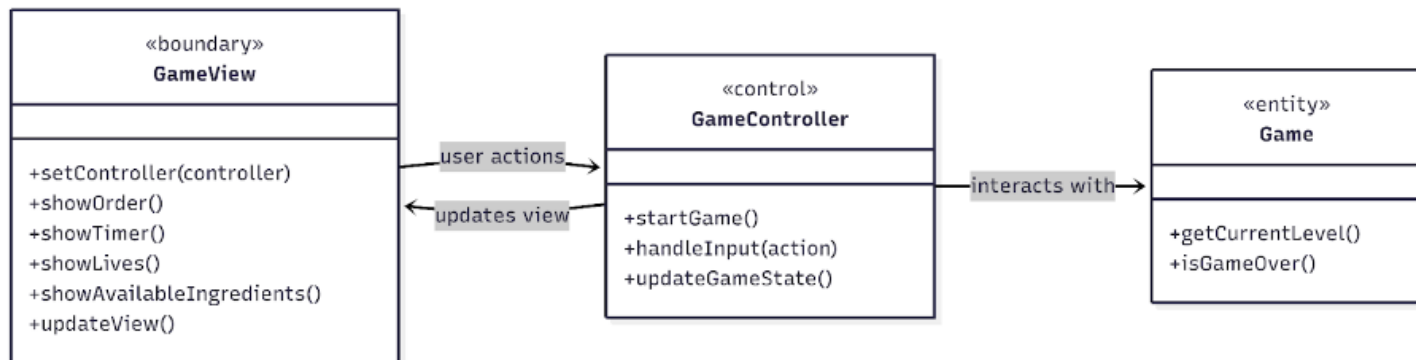 «boundary»
GameView
+setController(controller)
+showOrder()
+showTimer()
+showLives()
+showAvailableIngredients()
+updateView()
user actions
updates view
«control»
GameController
+startGame()
+handleInput(action)
+updateGameState()
interacts with
«entity»
Game
+getCurrentLevel()
+isGameOver()